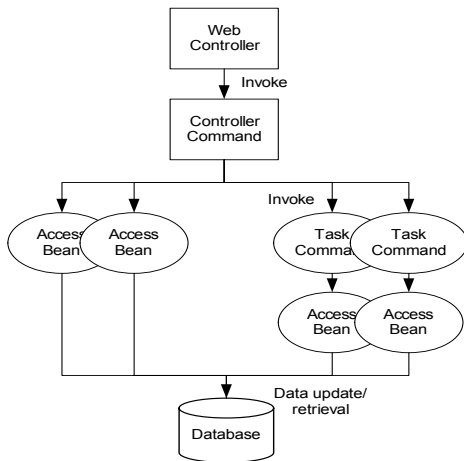 Web
Controller
Invoke
Controller
Command
Invoke
Access
Bean
Access
Bean
Task
Comma
Task
Command
Access
Bean
Access
Bean
Data update/
retrieval
Database